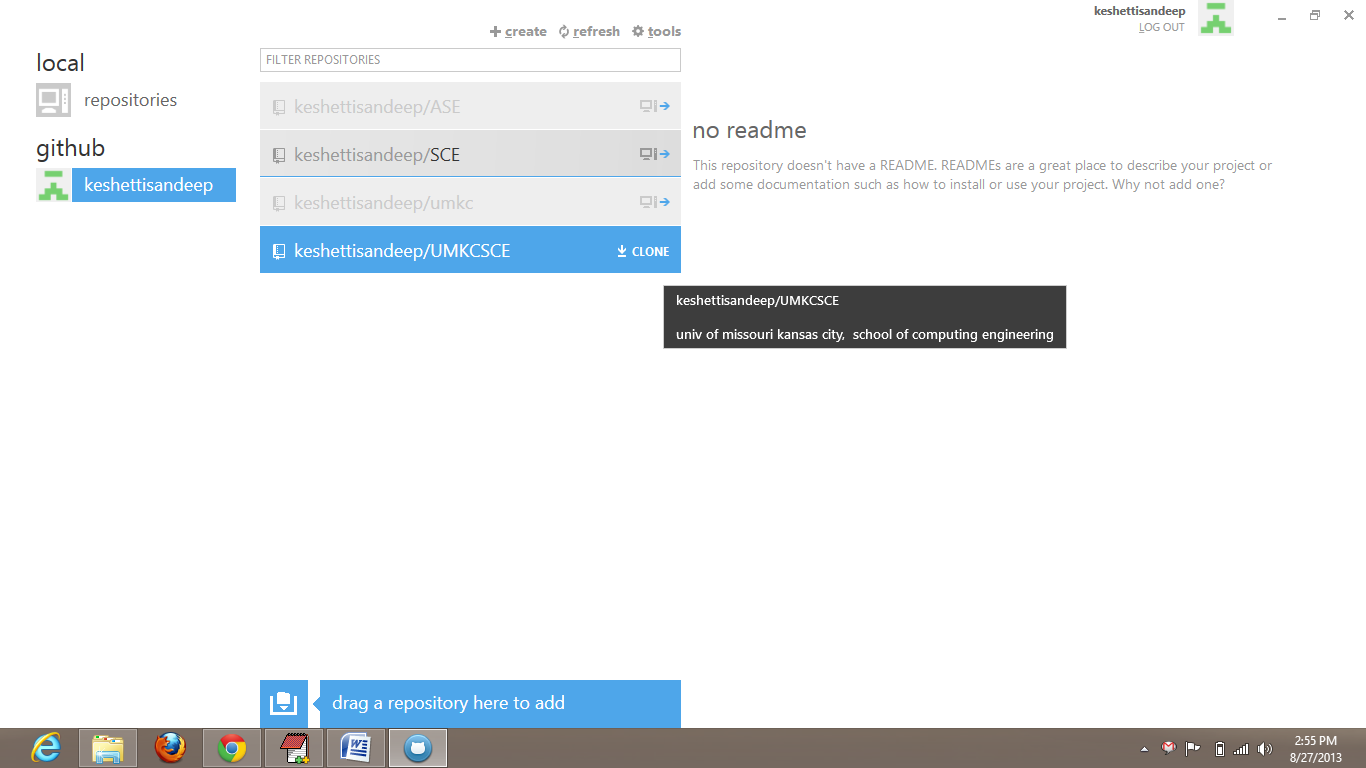 keshettisandeep
LOG OUT
create refresh tools
local
FILTER REPOSITORIES
repositories
github
keshettisandeep
keshettisandeep/ASE
keshettisandeep/SCE
keshettisandeep/umkc
keshettisandeep/UMKCSCE CLONE
no readme
This repository doesn't have a README. READMEs are a great place to describe your project or
add some documentation such as how to install or use your project. Why not add one?
keshettisandeep/UMKCSCE
univ of missouri kansas city, school of computing engineering
drag a repository here to add
2:55 PM
8/27/2013